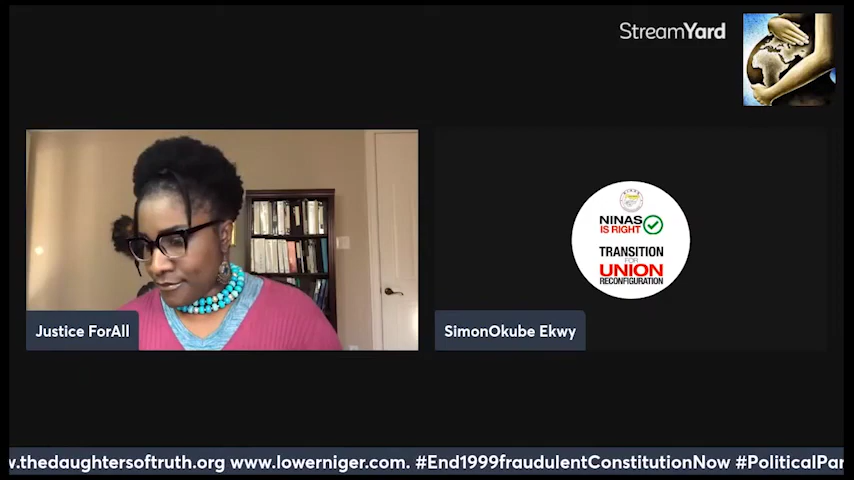 StreamYard
NINAS
IS RIGHT
TRANSITION
FOR
UNION
RECONFIGURATION
Justice ForAll
SimonOkube Ekwy
w.thedaughtersoftruth.org www.lowerniger.com. #End1999fraudulentConstitutionNow #PoliticalPar